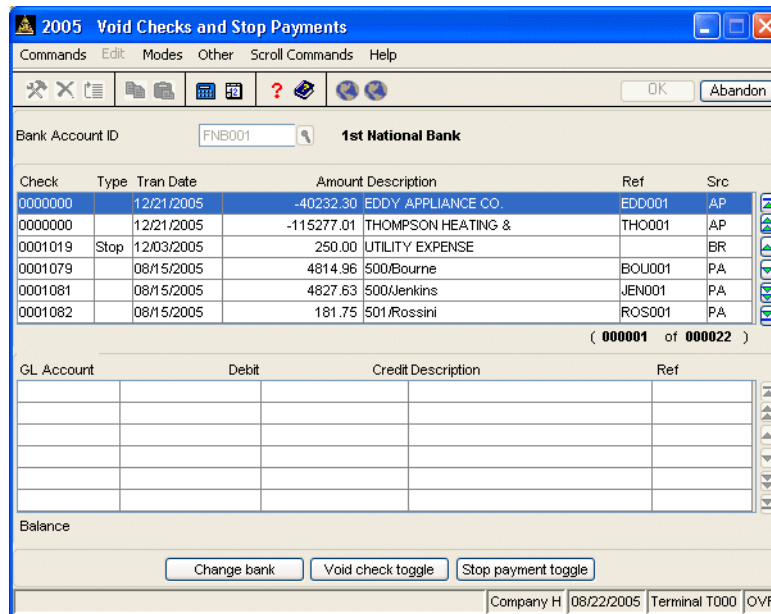 2005 Void Checks and Stop Payments
Commands Edit Modes Other Scroll Commands Help
OK Abandon
Bank Account ID FNB001 1st National Bank
Check Type Tran Date Amount Description Ref Src
0000000 12/21/2005 -40232.30 EDDY APPLIANCE CO. EDD001 AP
0000000 12/21/2005 -115277.01 THOMPSON HEATING & THO001 AP
0001019 Stop 12/03/2005 250.00 UTILITY EXPENSE BR
0001079 08/15/2005 4814.96 500/Bourne BOU001 PA
0001081 08/15/2005 4827.63 500/Jenkins JEN001 PA
0001082 08/15/2005 181.75 501/Rossini ROS001 PA
( 000001 of 000022 )
GL Account Debit Credit Description Ref
Balance
Change bank Void check toggle Stop payment toggle
Company H 08/22/2005 Terminal T000 OVR